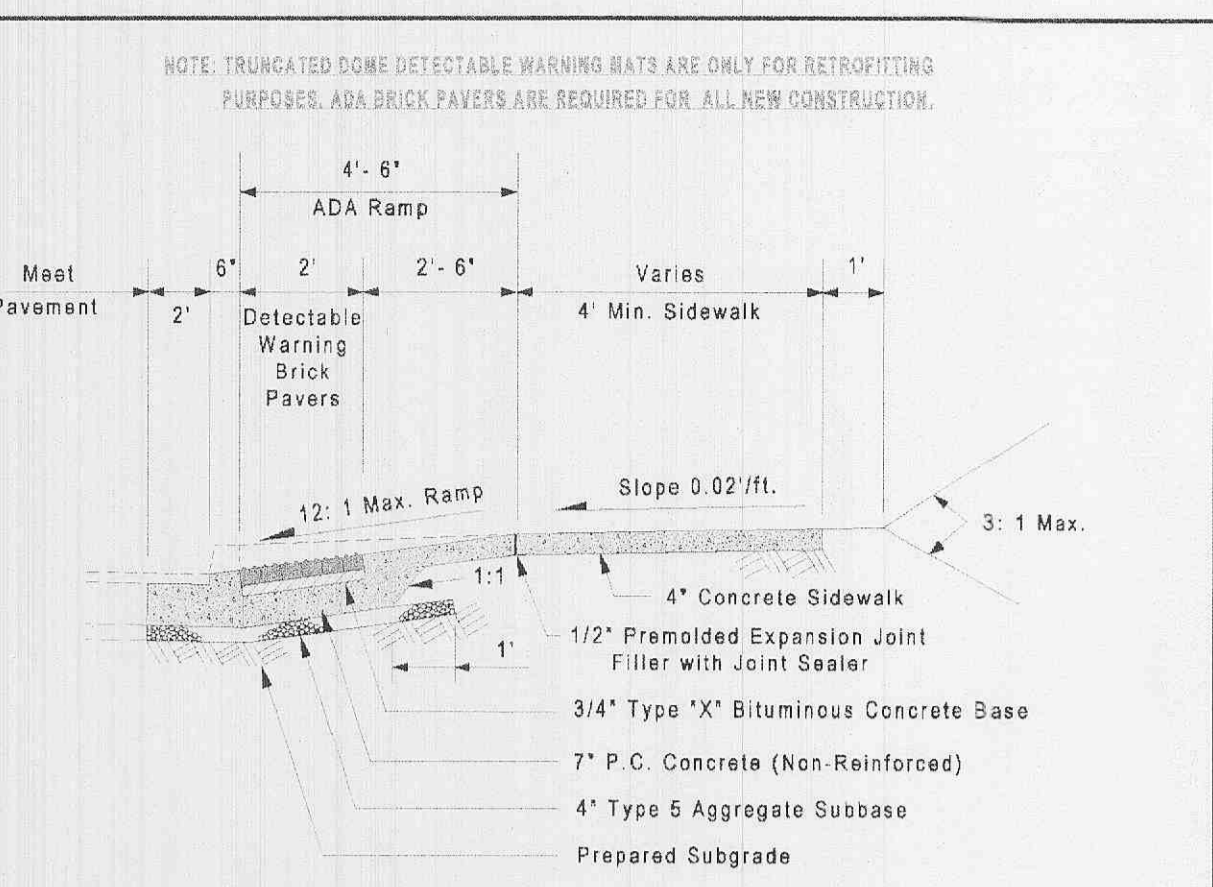 NOTE: TRUNCATED DOME DETECTABLE WARNING MATS ARE ONLY FOR RETROFITTING
PURPOSES. ADA BRICK PAVERS ARE REQUIRED FOR ALL NEW CONSTRUCTION.
4'- 6"
ADA Ramp
Meet
Pavement
2'
6"
2'
Detectable
Warning
Brick
Pavers
2'- 6"
Varies
4' Min. Sidewalk
1'
12: 1 Max. Ramp
Slope 0.02'/ft.
3: 1 Max.
1:1
4" Concrete Sidewalk
1/2" Premolded Expansion Joint
Filler with Joint Sealer
1'
3/4" Type "X" Bituminous Concrete Base
7" P.C. Concrete (Non-Reinforced)
4" Type 5 Aggregate Subbase
Prepared Subgrade